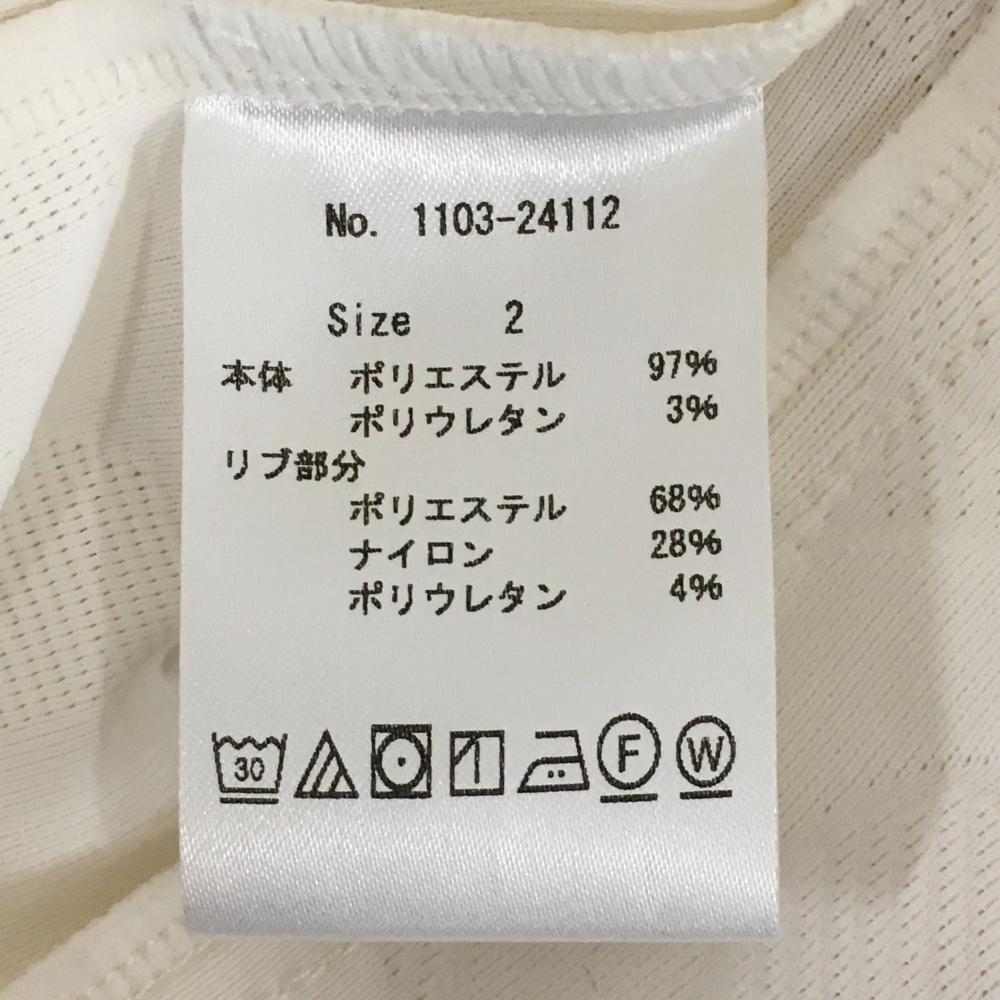 No. 1103-24112
Size 2
本体 ポリエステル 97%
ポリウレタン 3%
リブ部分
ポリエステル 68%
ナイロン 28%
ポリウレタン 4%
30 F W